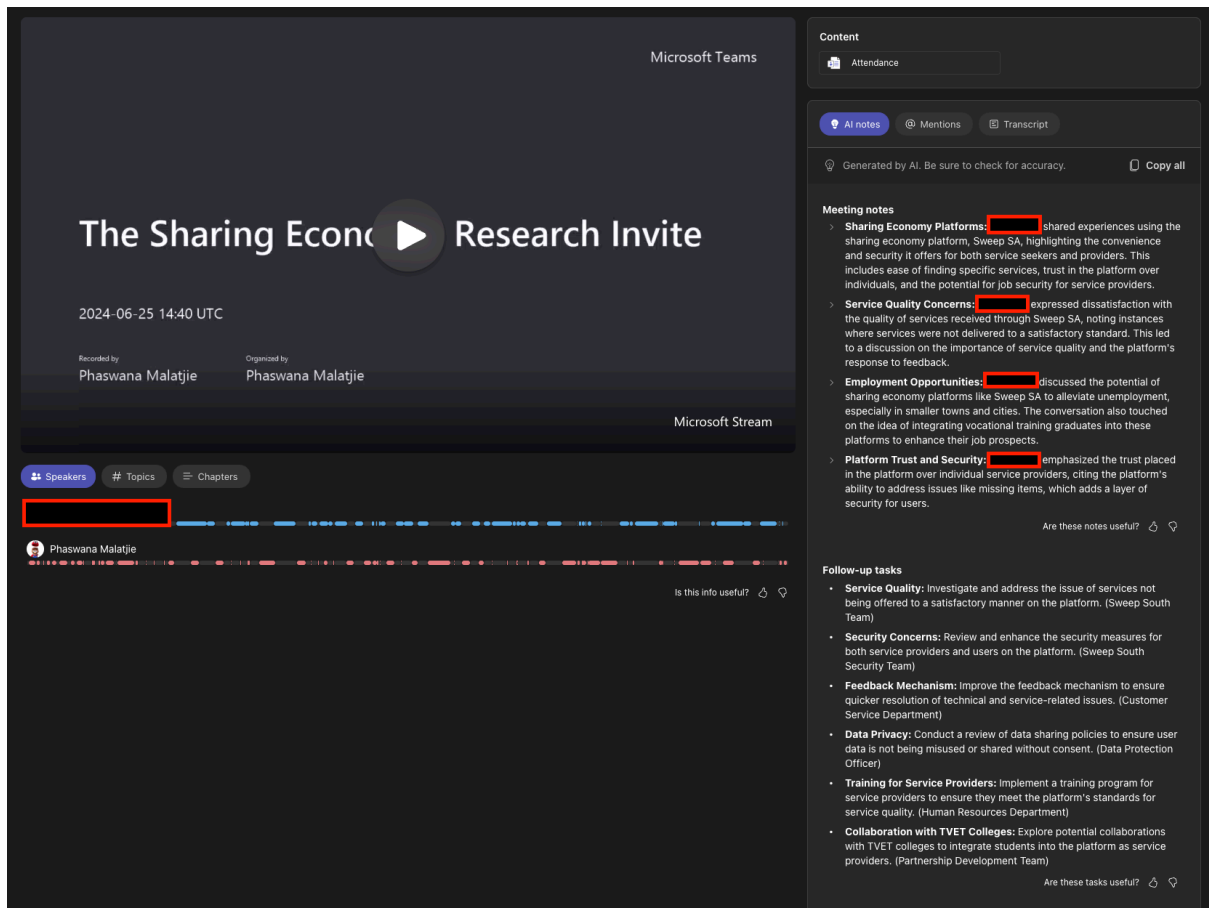 Microsoft Teams
The Sharing Econo Research Invite
2024-06-25 14:40 UTC
Recorded by
Organized by
Phaswana Malatjie
Phaswana Malatjie
Microsoft Stream
Speakers
# Topics
Chapters
Phaswana Malatjie
Is this info useful?
Content
Attendance
AI notes
@ Mentions
Transcript
Generated by AI. Be sure to check for accuracy.
Copy all
Meeting notes
Sharing Economy Platforms: shared experiences using the
sharing economy platform, Sweep SA, highlighting the convenience
and security it offers for both service seekers and providers. This
includes ease of finding specific services, trust in the platform over
individuals, and the potential for job security for service providers.
Service Quality Concerns: expressed dissatisfaction with
the quality of services received through Sweep SA, noting instances
where services were not delivered to a satisfactory standard. This led
to a discussion on the importance of service quality and the platform's
response to feedback.
Employment Opportunities: discussed the potential of
sharing economy platforms like Sweep SA to alleviate unemployment,
especially in smaller towns and cities. The conversation also touched
on the idea of integrating vocational training graduates into these
platforms to enhance their job prospects.
Platform Trust and Security: emphasized the trust placed
in the platform over individual service providers, citing the platform's
ability to address issues like missing items, which adds a layer of
security for users.
Are these notes useful?
Follow-up tasks
• Service Quality: Investigate and address the issue of services not
being offered to a satisfactory manner on the platform. (Sweep South
Team)
• Security Concerns: Review and enhance the security measures for
both service providers and users on the platform. (Sweep South
Security Team)
• Feedback Mechanism: Improve the feedback mechanism to ensure
quicker resolution of technical and service-related issues. (Customer
Service Department)
• Data Privacy: Conduct a review of data sharing policies to ensure user
data is not being misused or shared without consent. (Data Protection
Officer)
• Training for Service Providers: Implement a training program for
service providers to ensure they meet the platform's standards for
service quality. (Human Resources Department)
• Collaboration with TVET Colleges: Explore potential collaborations
with TVET colleges to integrate students into the platform as service
providers. (Partnership Development Team)
Are these tasks useful?